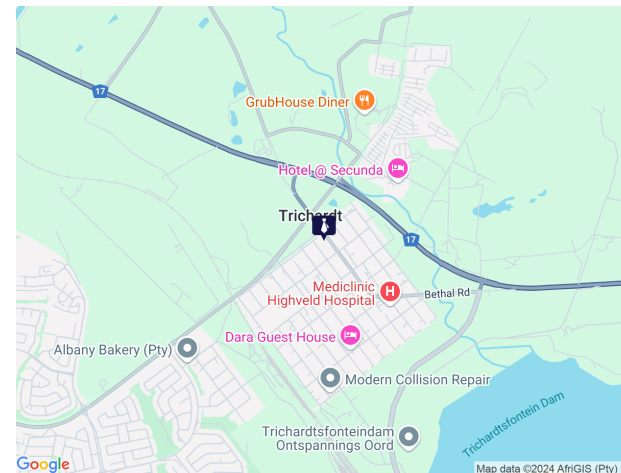 17
GrubHouse Diner
Hotel @ Secunda
Trichardt
17
Mediclinic
Highveld Hospital
H
Bethal Rd
Dara Guest House
Albany Bakery (Pty)
Modern Collision Repair
Trichardtsfontein Dam
Trichardtsfonteindam
Ontspannings Oord
Google
Map data ©2024 AfriGIS (Pty)